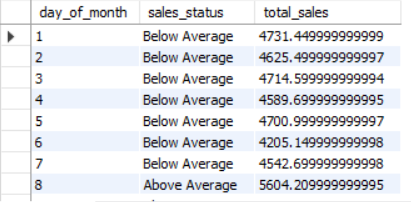 day_of_month sales_status total_sales
1 Below Average 4731.449999999999
2 Below Average 4625.499999999997
3 Below Average 4714.599999999994
4 Below Average 4589.699999999995
5 Below Average 4700.999999999997
6 Below Average 4205.149999999998
7 Below Average 4542.699999999998
8 Above Average 5604.209999999995